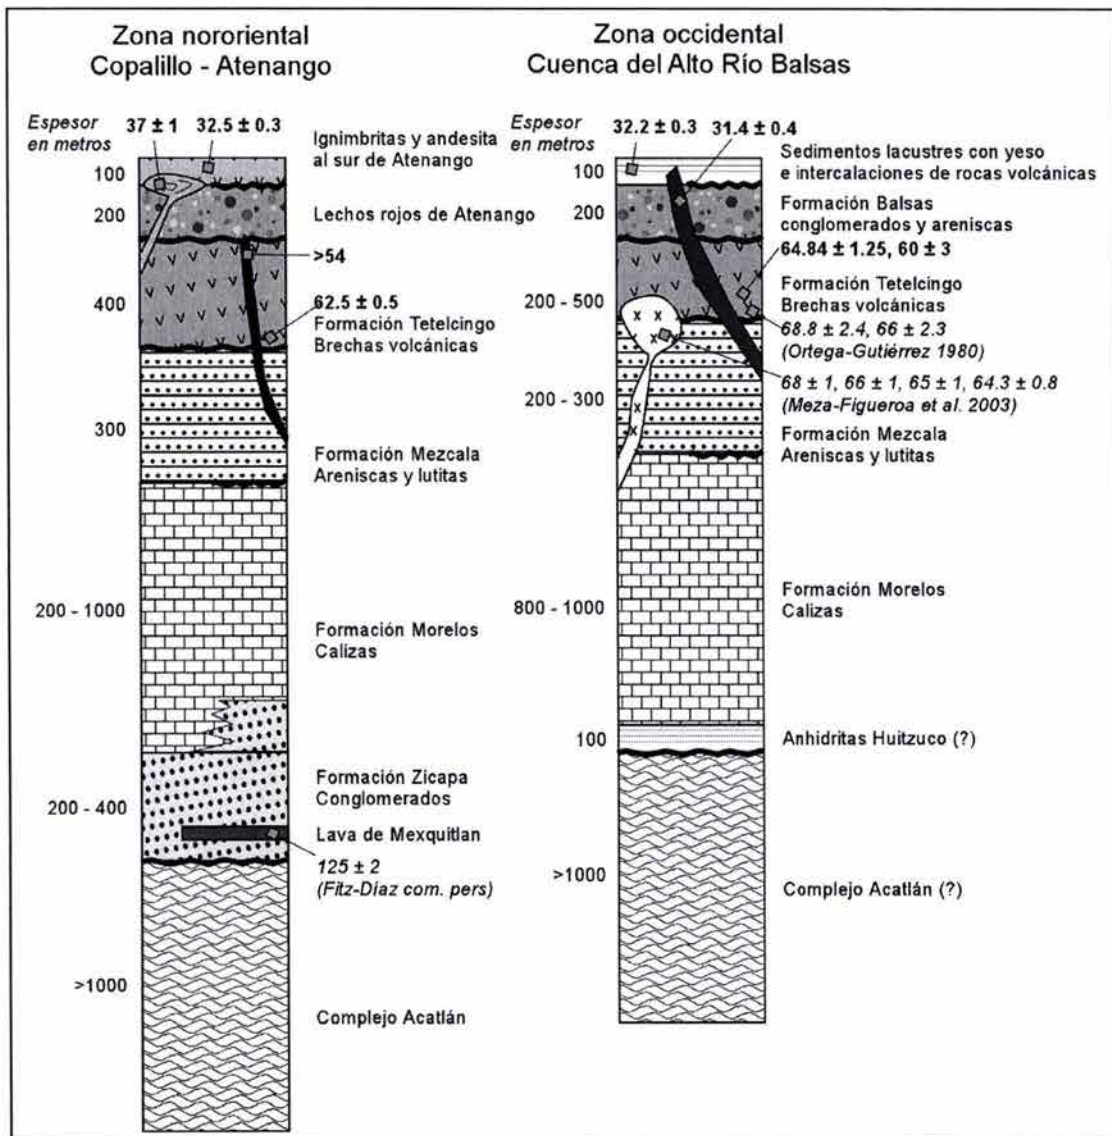 Zona nororiental
Copalillo - Atenango
Espesor
en metros
37 ± 1
32.5 ± 0.3
Ignimbritas y andesita
al sur de Atenango
100
200
Lechos rojos de Atenango
>54
400
62.5 ± 0.5
Formación Tetelcingo
Brechas volcánicas
300
Formación Mezcala
Areniscas y lutitas
200 - 1000
Formación Morelos
Calizas
200 - 400
Formación Zicapa
Conglomerados
Lava de Mexquitlan
125 ± 2
(Fitz-Díaz com. pers)
>1000
Complejo Acatlán
Zona occidental
Cuenca del Alto Río Balsas
Espesor
en metros
32.2 ± 0.3
31.4 ± 0.4
Sedimentos lacustres con yeso
e intercalaciones de rocas volcánicas
100
200
Formación Balsas
conglomerados y areniscas
64.84 ± 1.25, 60 ± 3
200 - 500
Formación Tetelcingo
Brechas volcánicas
68.8 ± 2.4, 66 ± 2.3
(Ortega-Gutiérrez 1980)
68 ± 1, 66 ± 1, 65 ± 1, 64.3 ± 0.8
(Meza-Figueroa et al. 2003)
200 - 300
Formación Mezcala
Areniscas y lutitas
800 - 1000
Formación Morelos
Calizas
100
Anhidritas Huitzuco (?)
>1000
Complejo Acatlán (?)